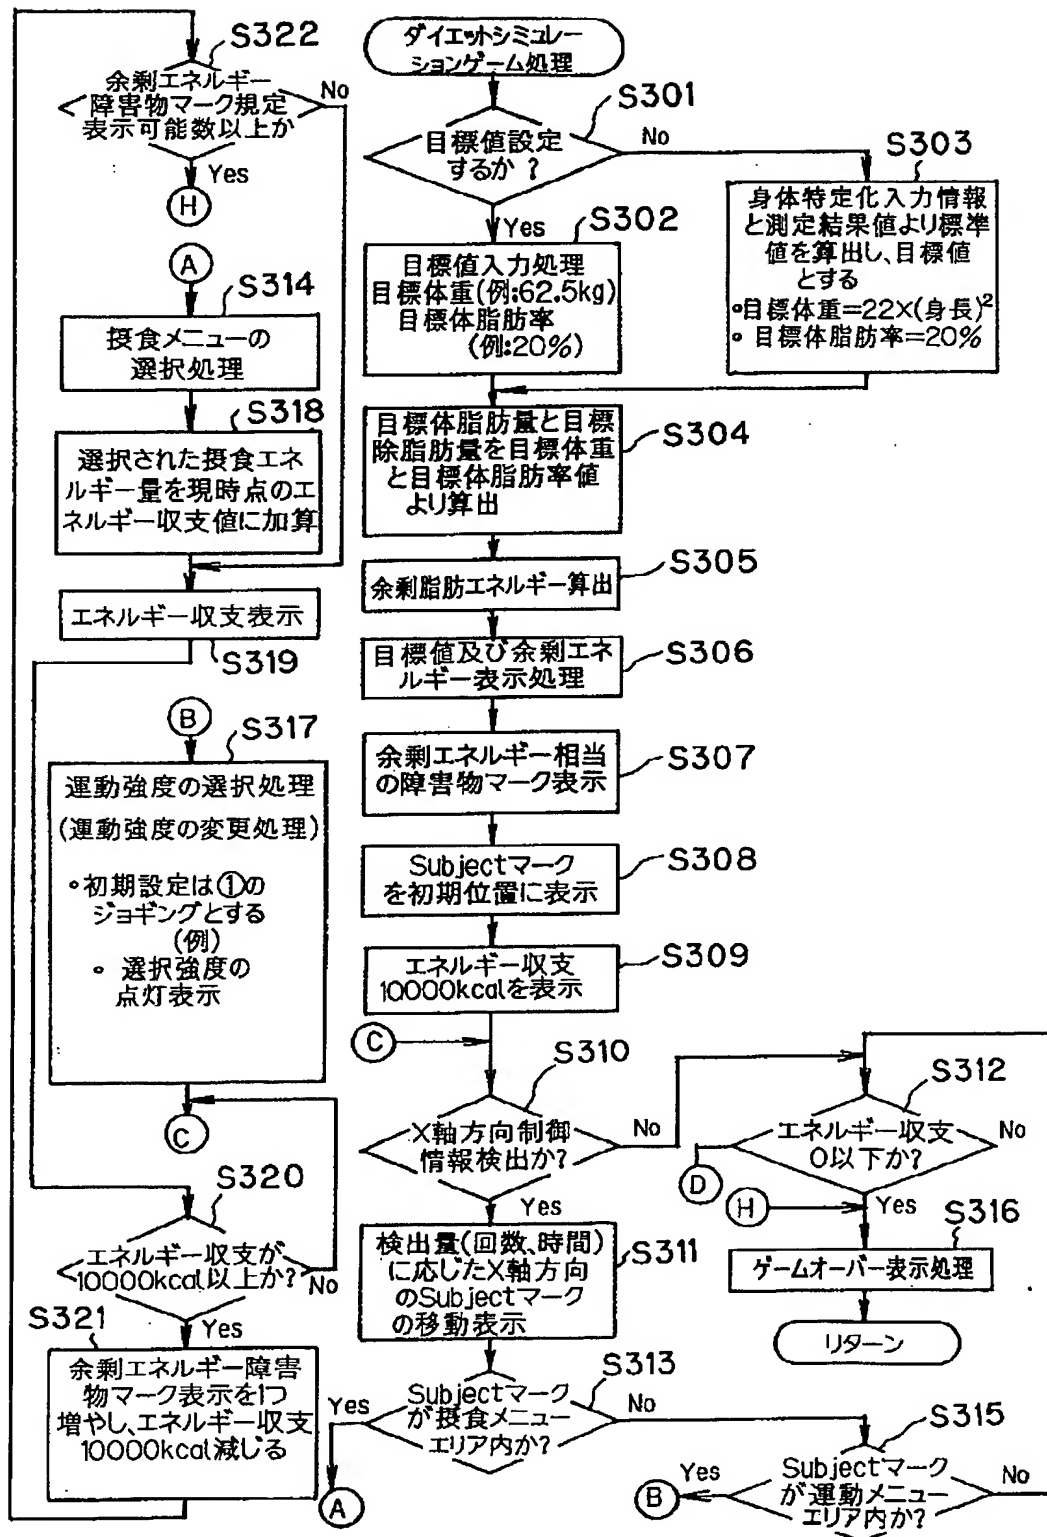 S322
余剰エネルギー
障害物マーク規定
表示可能数以上か
No
Yes
H
A
S314
摂食メニューの
選択処理
S318
選択された摂食エネ
ルギー量を現時点のエ
ネルギー収支値に加算
エネルギー収支表示
S319
B
S317
運動強度の選択処理
(運動強度の変更処理)
•初期設定は①の
ジョギングとする
(例)
• 選択強度の
点灯表示
C
S320
エネルギー収支が
10000kcal以上か?
No
Yes
S321
余剰エネルギー障害
物マーク表示を1つ
増やし、エネルギー収支
10000kcal減じる
ダイエットシミュレー
ションゲーム処理
S301
目標値設定
するか?
No
Yes
S302
目標値入力処理
目標体重(例:62.5kg)
目標体脂肪率
(例:20%)
S303
身体特定化入力情報
と測定結果値より標準
値を算出し、目標値
とする
•目標体重=22×(身長)²
• 目標体脂肪率=20%
S304
目標体脂肪量と目標
除脂肪量を目標体重
と目標体脂肪率値
より算出
S305
余剰脂肪エネルギー算出
S306
目標値及び余剰エネ
ルギー表示処理
S307
余剰エネルギー相当
の障害物マーク表示
S308
Subjectマーク
を初期位置に表示
S309
エネルギー収支
10000kcalを表示
C
S310
X軸方向制御
情報検出か?
No
Yes
S311
検出量(回数、時間)
に応じたX軸方向
のSubjectマーク
の移動表示
S312
エネルギー収支
0以下か?
No
D
H
Yes
S316
ゲームオーバー表示処理
リターン
S313
Subjectマーク
が摂食メニュー
エリア内か?
Yes
No
A
S315
Subjectマーク
が運動メニュー
エリア内か?
Yes
No
B